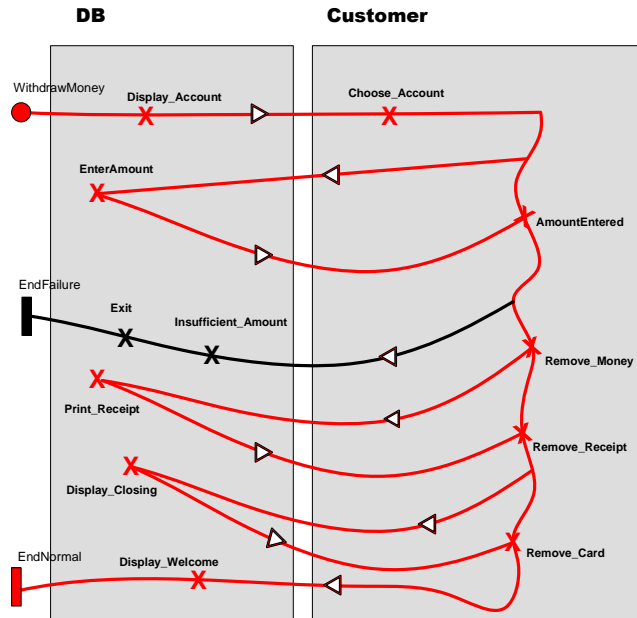 DB
Customer
WithdrawMoney
Display_Account
Choose_Account
EnterAmount
AmountEntered
EndFailure
Exit
Insufficient_Amount
Remove_Money
Print_Receipt
Remove_Receipt
Display_Closing
EndNormal
Display_Welcome
Remove_Card